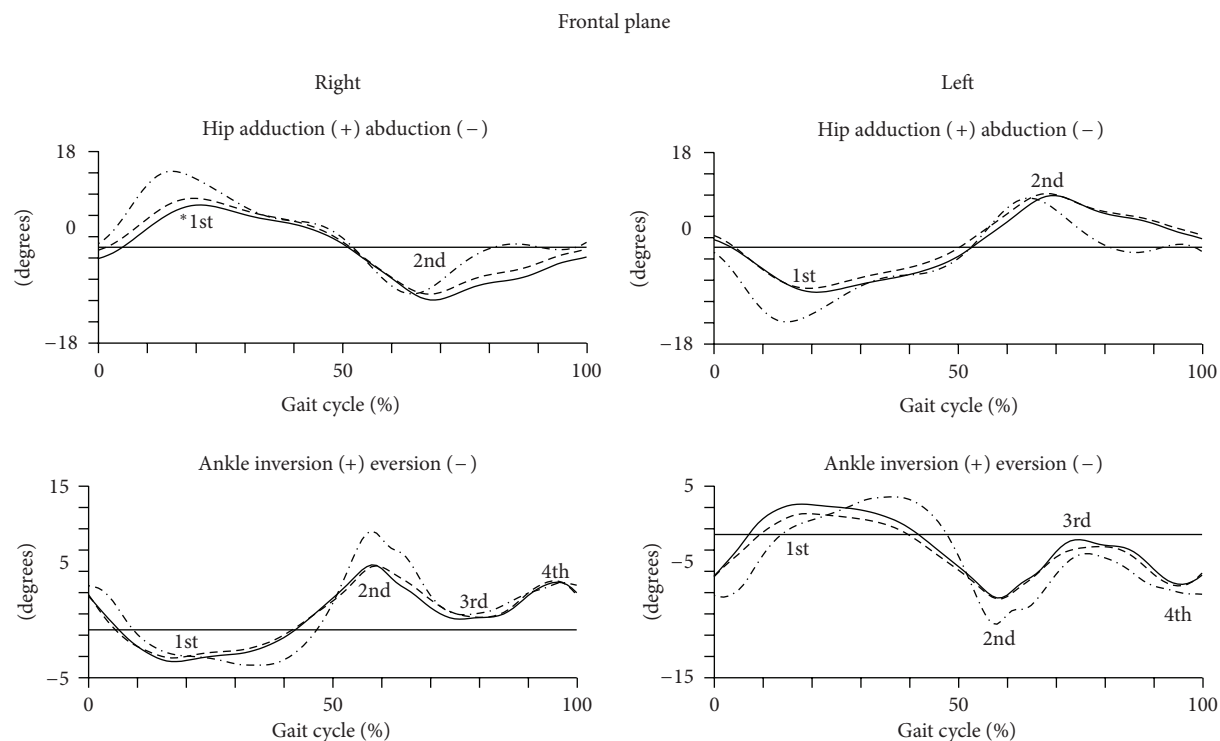 Frontal plane
Right
Hip adduction (+) abduction (−)
18
0
−18
(degrees)
*1st
2nd
0
50
100
Gait cycle (%)
Left
Hip adduction (+) abduction (−)
18
0
−18
(degrees)
1st
2nd
0
50
100
Gait cycle (%)
Ankle inversion (+) eversion (−)
15
5
−5
(degrees)
1st
2nd
3rd
4th
0
50
100
Gait cycle (%)
Ankle inversion (+) eversion (−)
5
−5
−15
(degrees)
1st
2nd
3rd
4th
0
50
100
Gait cycle (%)